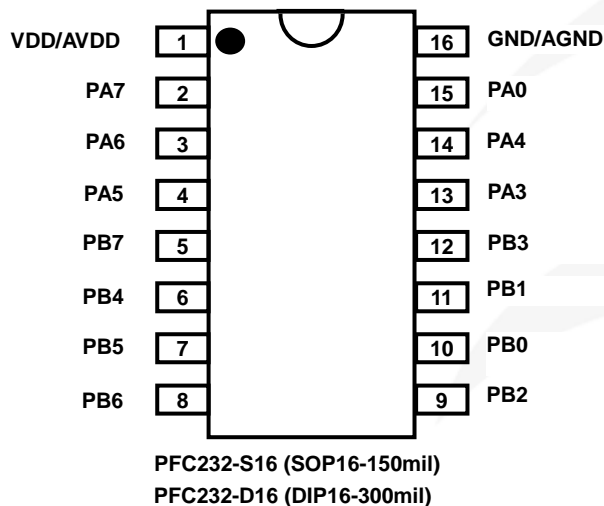 VDD/AVDD 1 16 GND/AGND
PA7 2 15 PA0
PA6 3 14 PA4
PA5 4 13 PA3
PB7 5 12 PB3
PB4 6 11 PB1
PB5 7 10 PB0
PB6 8 9 PB2
PFC232-S16 (SOP16-150mil)
PFC232-D16 (DIP16-300mil)